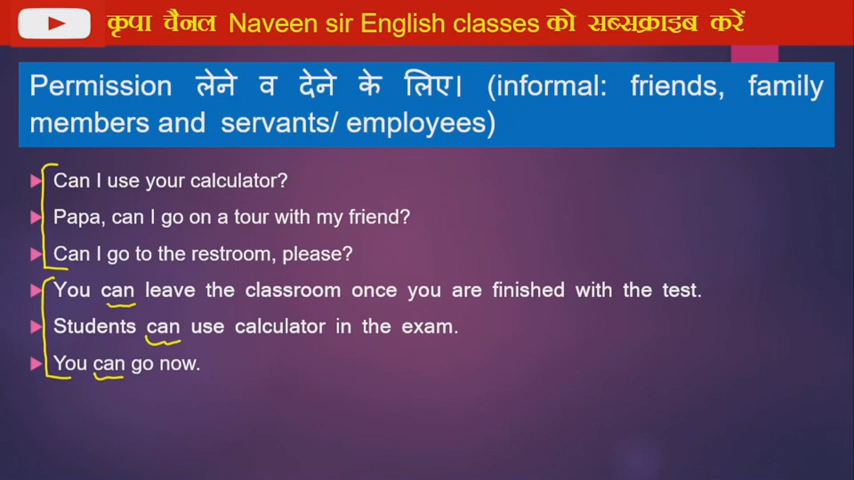 कृपा चैनल Naveen sir English classes को सब्सक्राइब करें
Permission लेने व देने के लिए। (informal: friends, family
members and servants/ employees)
Can I use your calculator?
Papa, can I go on a tour with my friend?
Can I go to the restroom, please?
You can leave the classroom once you are finished with the test.
Students can use calculator in the exam.
You can go now.